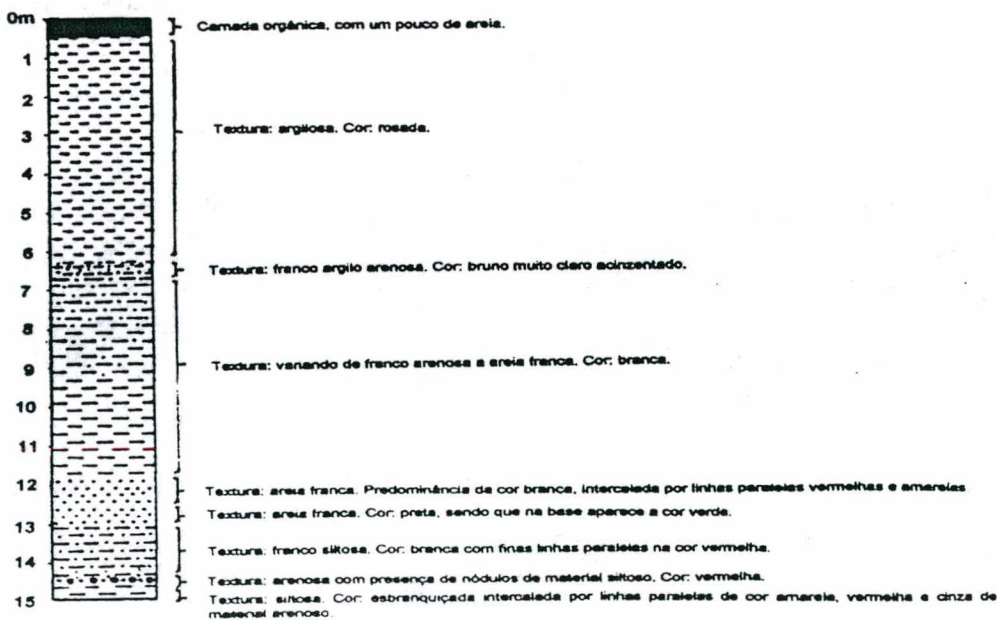 0m
Camada orgânica, com um pouco de areia.
1
2
3
Textura: argilosa. Cor: rosada.
4
5
6
Textura: franco argilo arenosa. Cor: bruno muito claro acinzentado.
7
8
Textura: variando de franco arenosa a areia franca. Cor: branca.
9
10
11
12
Textura: areia franca. Predominância da cor branca, intercalada por linhas paralelas vermelhas e amarelas
Textura: areia franca. Cor: preta, sendo que na base aparece a cor verde.
13
Textura: franco siltosa. Cor: branca com finas linhas paralelas na cor vermelha.
14
Textura: arenosa com presença de nódulos de material siltoso. Cor: vermelha.
15
Textura: siltosa. Cor: esbranquiçada intercalada por linhas paralelas de cor amarela, vermelha e cinza de
material arenoso.